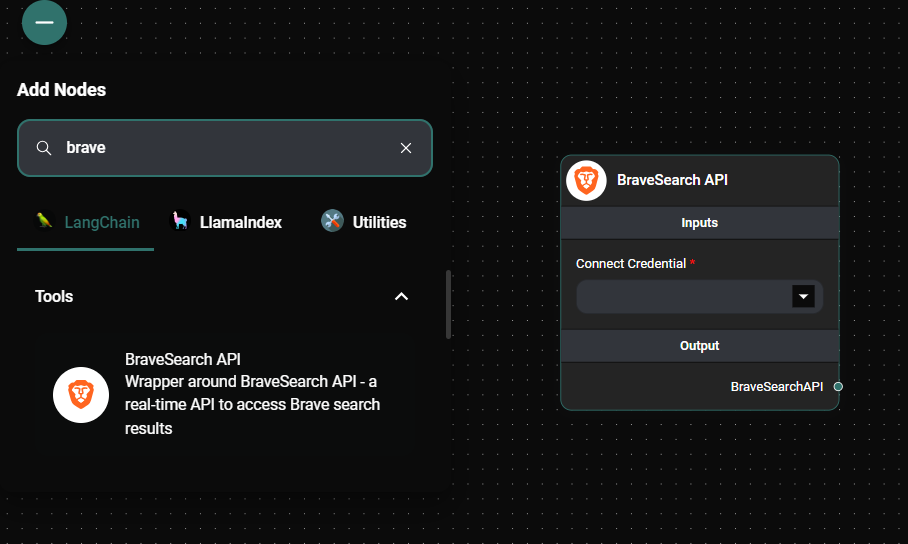 Add Nodes
brave
LangChain
LlamaIndex
Utilities
Tools
BraveSearch API
Wrapper around BraveSearch API - a
real-time API to access Brave search
results
BraveSearch API
Inputs
Connect Credential *
Output
BraveSearchAPI